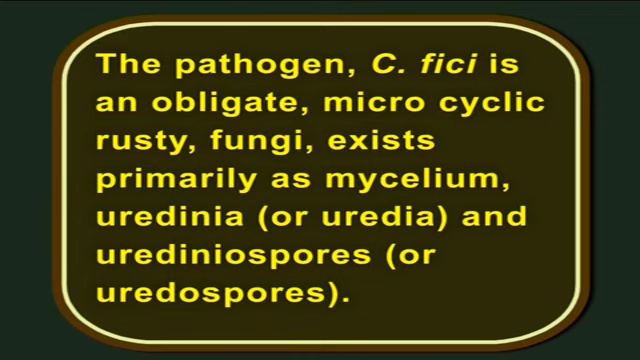 The pathogen, C. fici is
an obligate, micro cyclic
rusty, fungi, exists
primarily as mycelium,
uredinia (or uredia) and
urediniospores (or
uredospores).